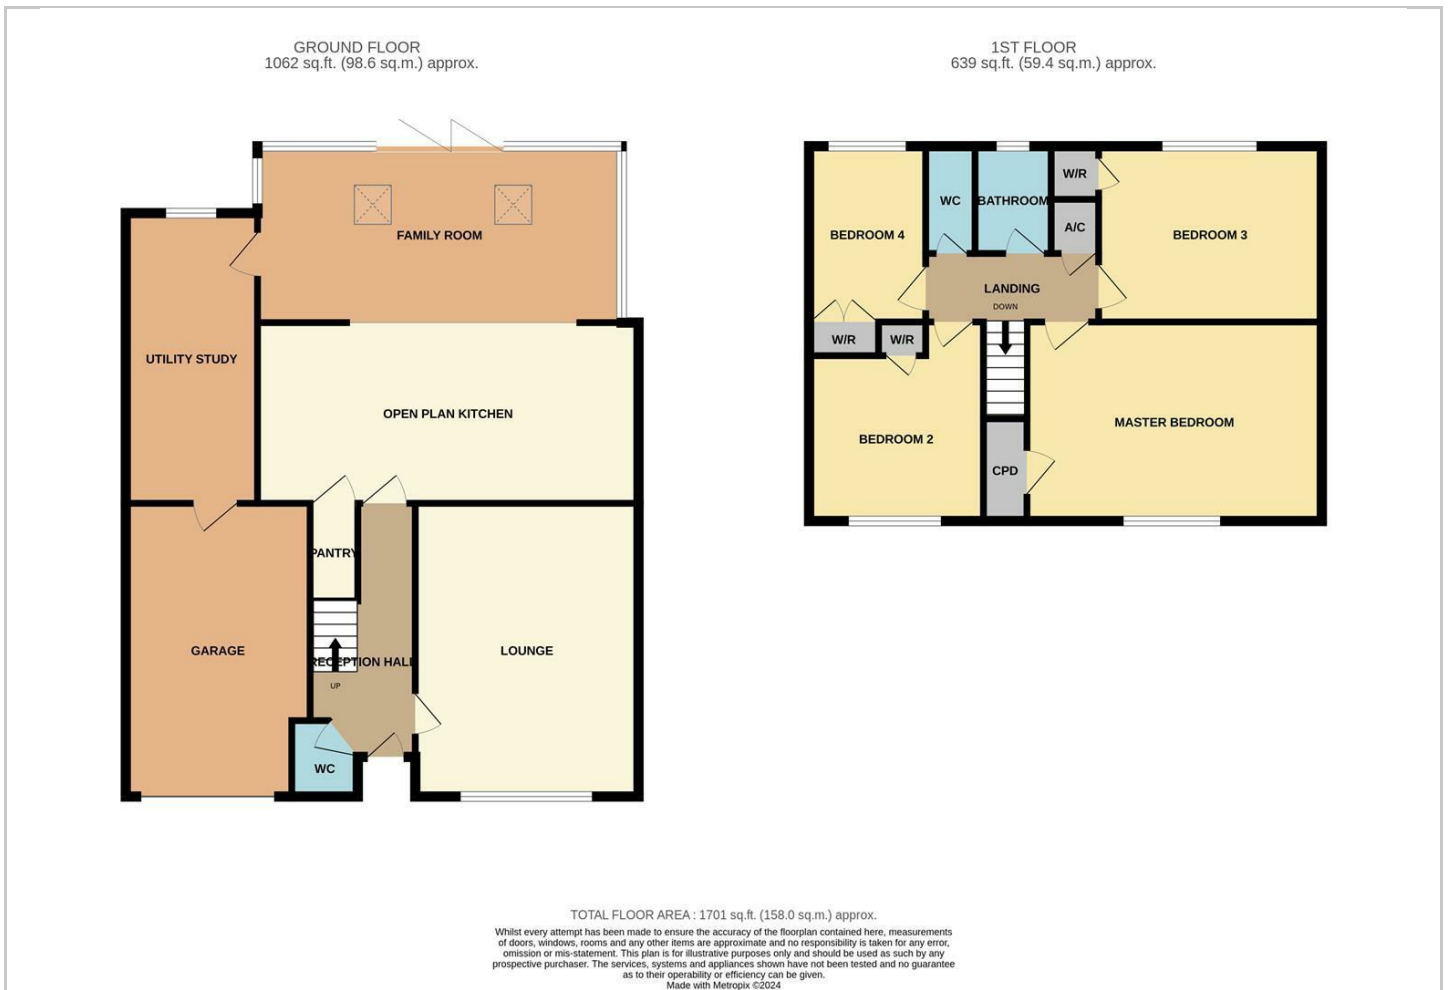 GROUND FLOOR
1062 sq.ft. (98.6 sq.m.) approx.
FAMILY ROOM
UTILITY STUDY
OPEN PLAN KITCHEN
PANTRY
GARAGE
RECEPTION HALL
LOUNGE
UP
WC
1ST FLOOR
639 sq.ft. (59.4 sq.m.) approx.
W/R
WC
BATHROOM
A/C
BEDROOM 4
BEDROOM 3
LANDING
DOWN
W/R
W/R
MASTER BEDROOM
BEDROOM 2
CPD
TOTAL FLOOR AREA : 1701 sq.ft. (158.0 sq.m.) approx.
Whilst every attempt has been made to ensure the accuracy of the floorplan contained here, measurements
of doors, windows, rooms and any other items are approximate and no responsibility is taken for any error,
omission or mis-statement. This plan is for illustrative purposes only and should be used as such by any
prospective purchaser. The services, systems and appliances shown have not been tested and no guarantee
as to their operability or efficiency can be given.
Made with Metropix ©2024